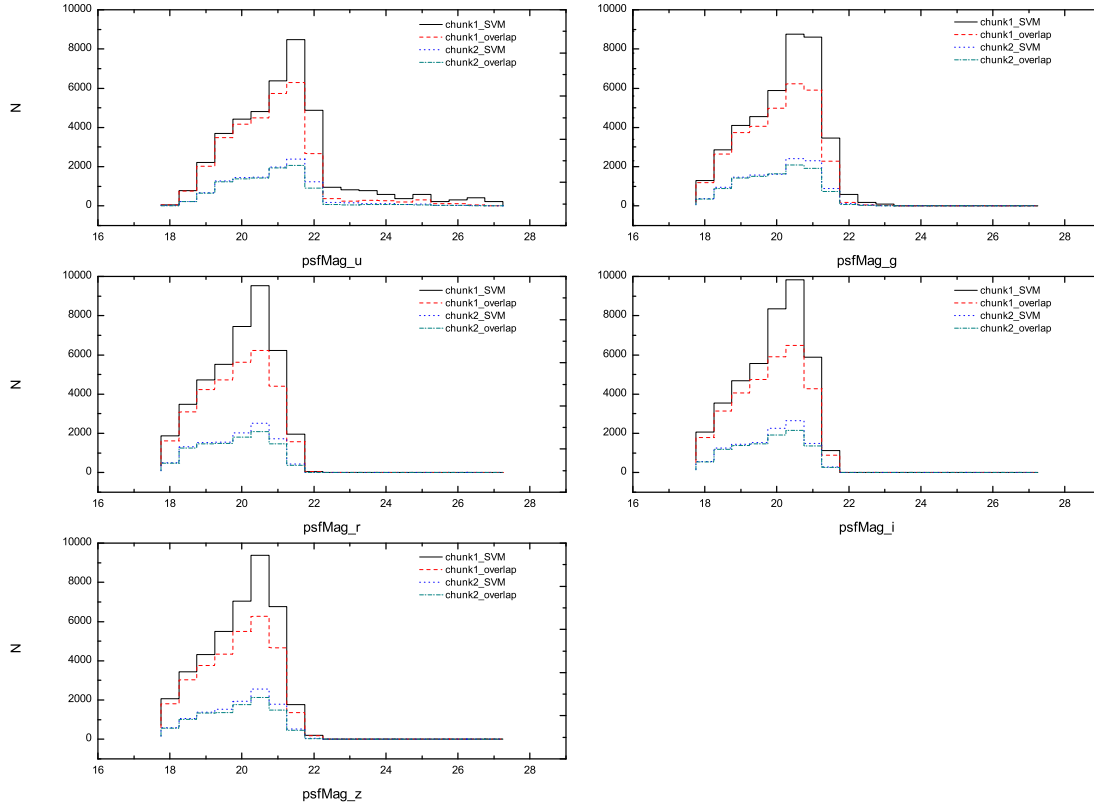 10000
8000
6000
4000
2000
0
N
chunk1_SVM
chunk1_overlap
chunk2_SVM
chunk2_overlap
16 18 20 22 24 26 28
psfMag_u
10000
8000
6000
4000
2000
0
chunk1_SVM
chunk1_overlap
chunk2_SVM
chunk2_overlap
16 18 20 22 24 26 28
psfMag_g
10000
8000
6000
4000
2000
0
N
chunk1_SVM
chunk1_overlap
chunk2_SVM
chunk2_overlap
16 18 20 22 24 26 28
psfMag_r
10000
8000
6000
4000
2000
0
chunk1_SVM
chunk1_overlap
chunk2_SVM
chunk2_overlap
16 18 20 22 24 26 28
psfMag_i
10000
8000
6000
4000
2000
0
N
chunk1_SVM
chunk1_overlap
chunk2_SVM
chunk2_overlap
16 18 20 22 24 26 28
psfMag_z